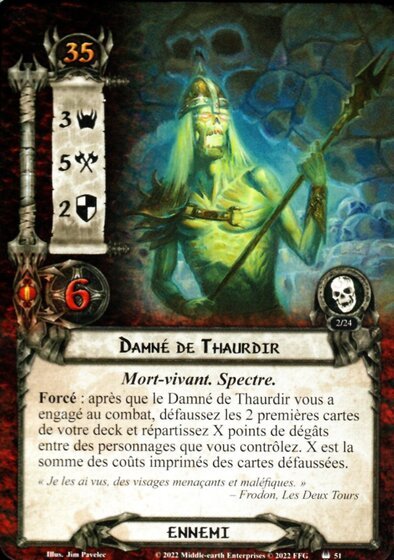 35
3
5
2
6
2/24
Damné de Thaurdir
Mort-vivant. Spectre.
Forcé : après que le Damné de Thaurdir vous a
engagé au combat, défaussez les 2 premières cartes
de votre deck et répartissez X points de dégâts
entre des personnages que vous contrôlez. X est la
somme des coûts imprimés des cartes défaussées.
« Je les ai vus, des visages menaçants et maléfiques. »
– Frodon, Les Deux Tours
ENNEMI
Illus. Jim Pavelec © 2022 Middle-earth Enterprises © 2022 FFG 51